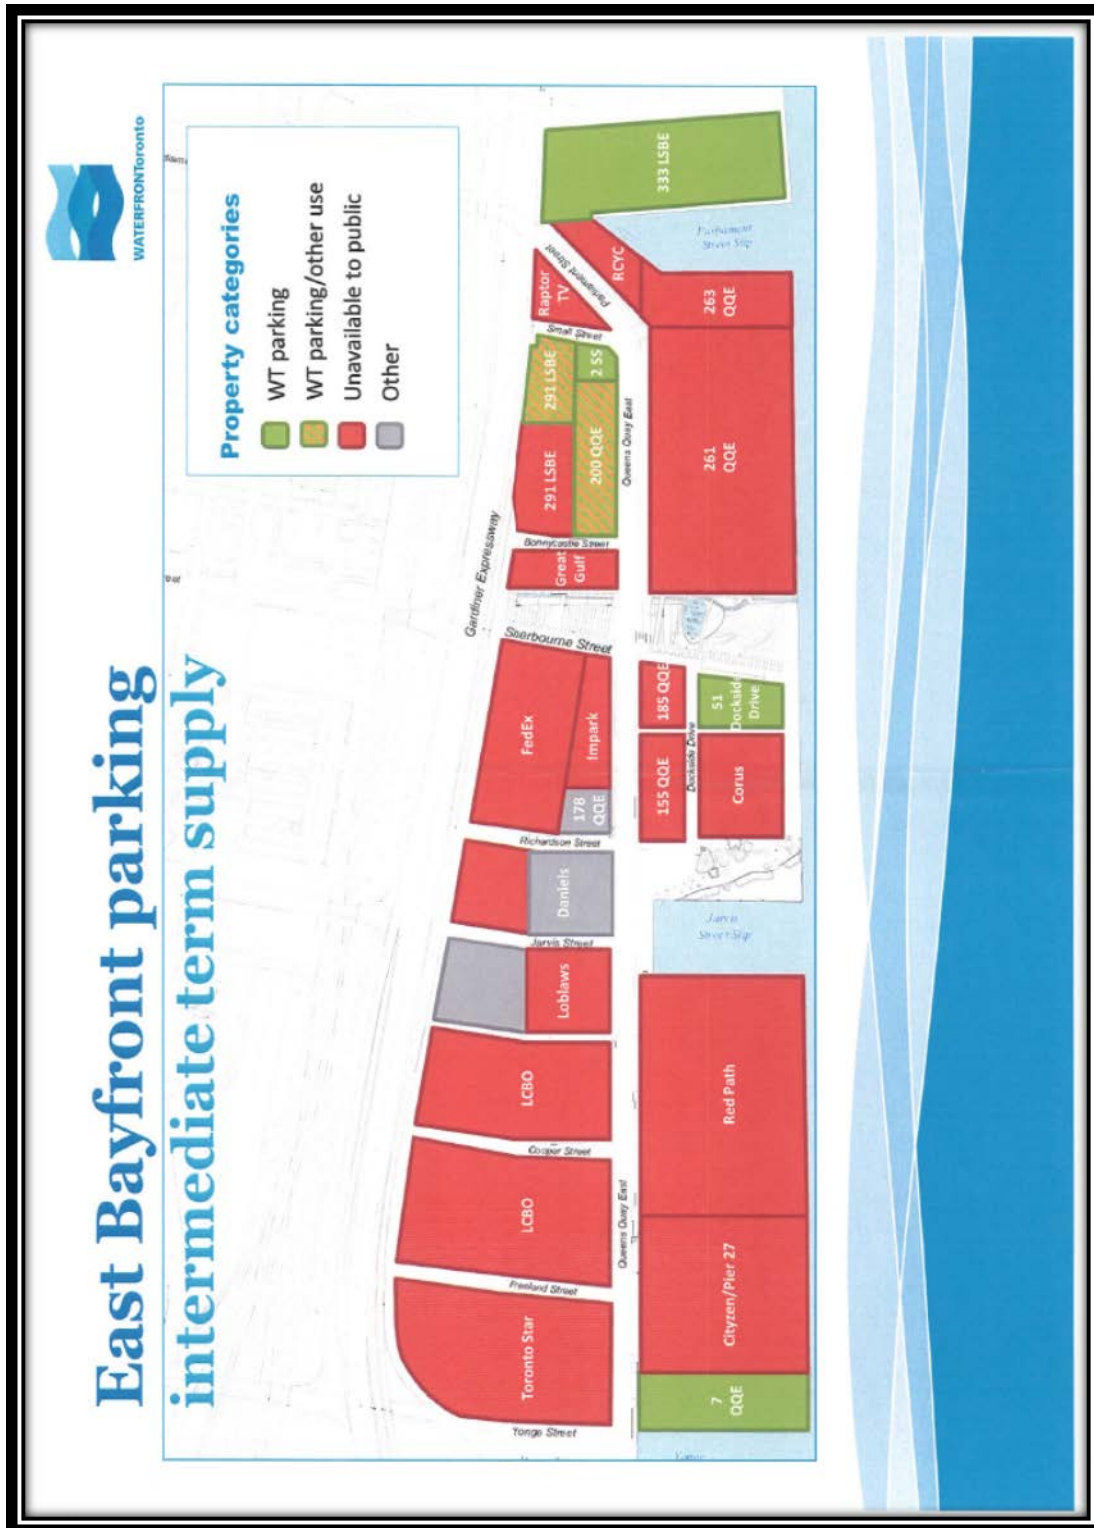 East Bayfront parking
intermediate term supply
WATERFRONToronto
Property categories
WT parking
WT parking/other use
Unavailable to public
Other
Gardiner Expressway
Yonge Street
Toronto Star
Freeland Street
LCBO
Cooper Street
LCBO
Loblaws
Jarvis Street
Daniels
Richardson Street
178
QQE
FedEx
Impark
Sherbourne Street
Great
Gulf
Bonnycastle Street
291 LSBE
291 LSBE
200 QQE
2 SS
Small Street
Raptor
TV
Parliament Street
RCYC
333 LSBE
Queens Quay East
Queens Quay East
7
QQE
Cityzen/Pier 27
Red Path
Jarvis
Street Slip
155 QQE
185 QQE
Dockside Drive
Corus
51
Dockside
Drive
261
QQE
263
QQE
Parliament
Street Slip